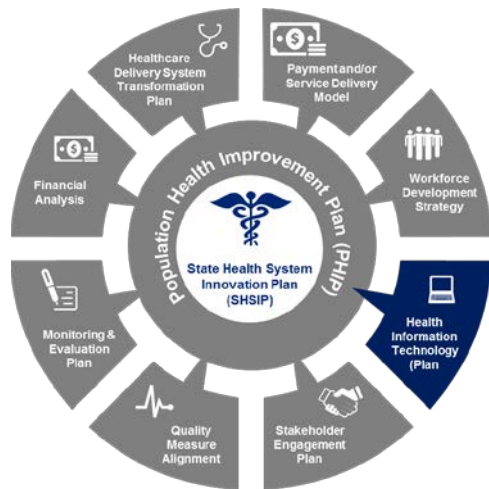 Healthcare
Delivery System
Transformation
Plan
Payment and/or
Service Delivery
Model
Financial
Analysis
Workforce
Development
Strategy
Population Health Improvement Plan (PHIP)
State Health System
Innovation Plan
(SHSIP)
Monitoring &
Evaluation
Plan
Health
Information
Technology
(Plan
Quality
Measure
Alignment
Stakeholder
Engagement
Plan